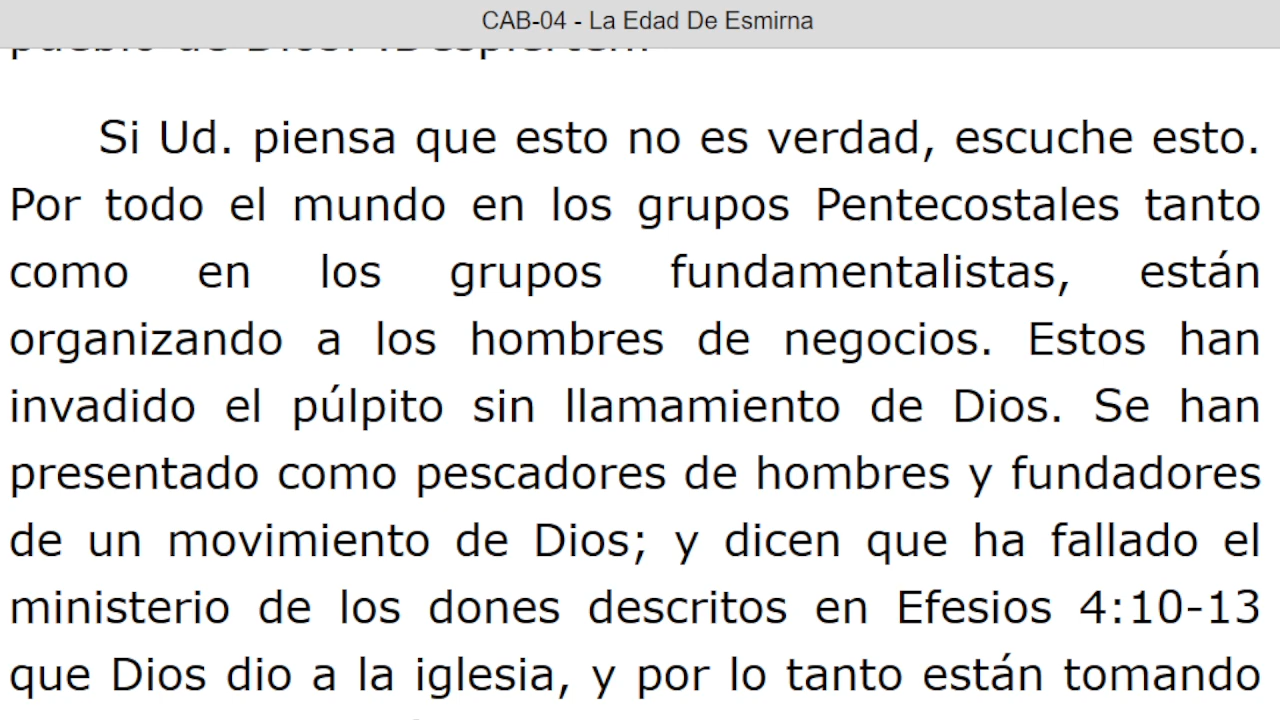 CAB-04 - La Edad De Esmirna
Si Ud. piensa que esto no es verdad, escuche esto.
Por todo el mundo en los grupos Pentecostales tanto
como en los grupos fundamentalistas, están
organizando a los hombres de negocios. Estos han
invadido el púlpito sin llamamiento de Dios. Se han
presentado como pescadores de hombres y fundadores
de un movimiento de Dios; y dicen que ha fallado el
ministerio de los dones descritos en Efesios 4:10-13
que Dios dio a la iglesia, y por lo tanto están tomando